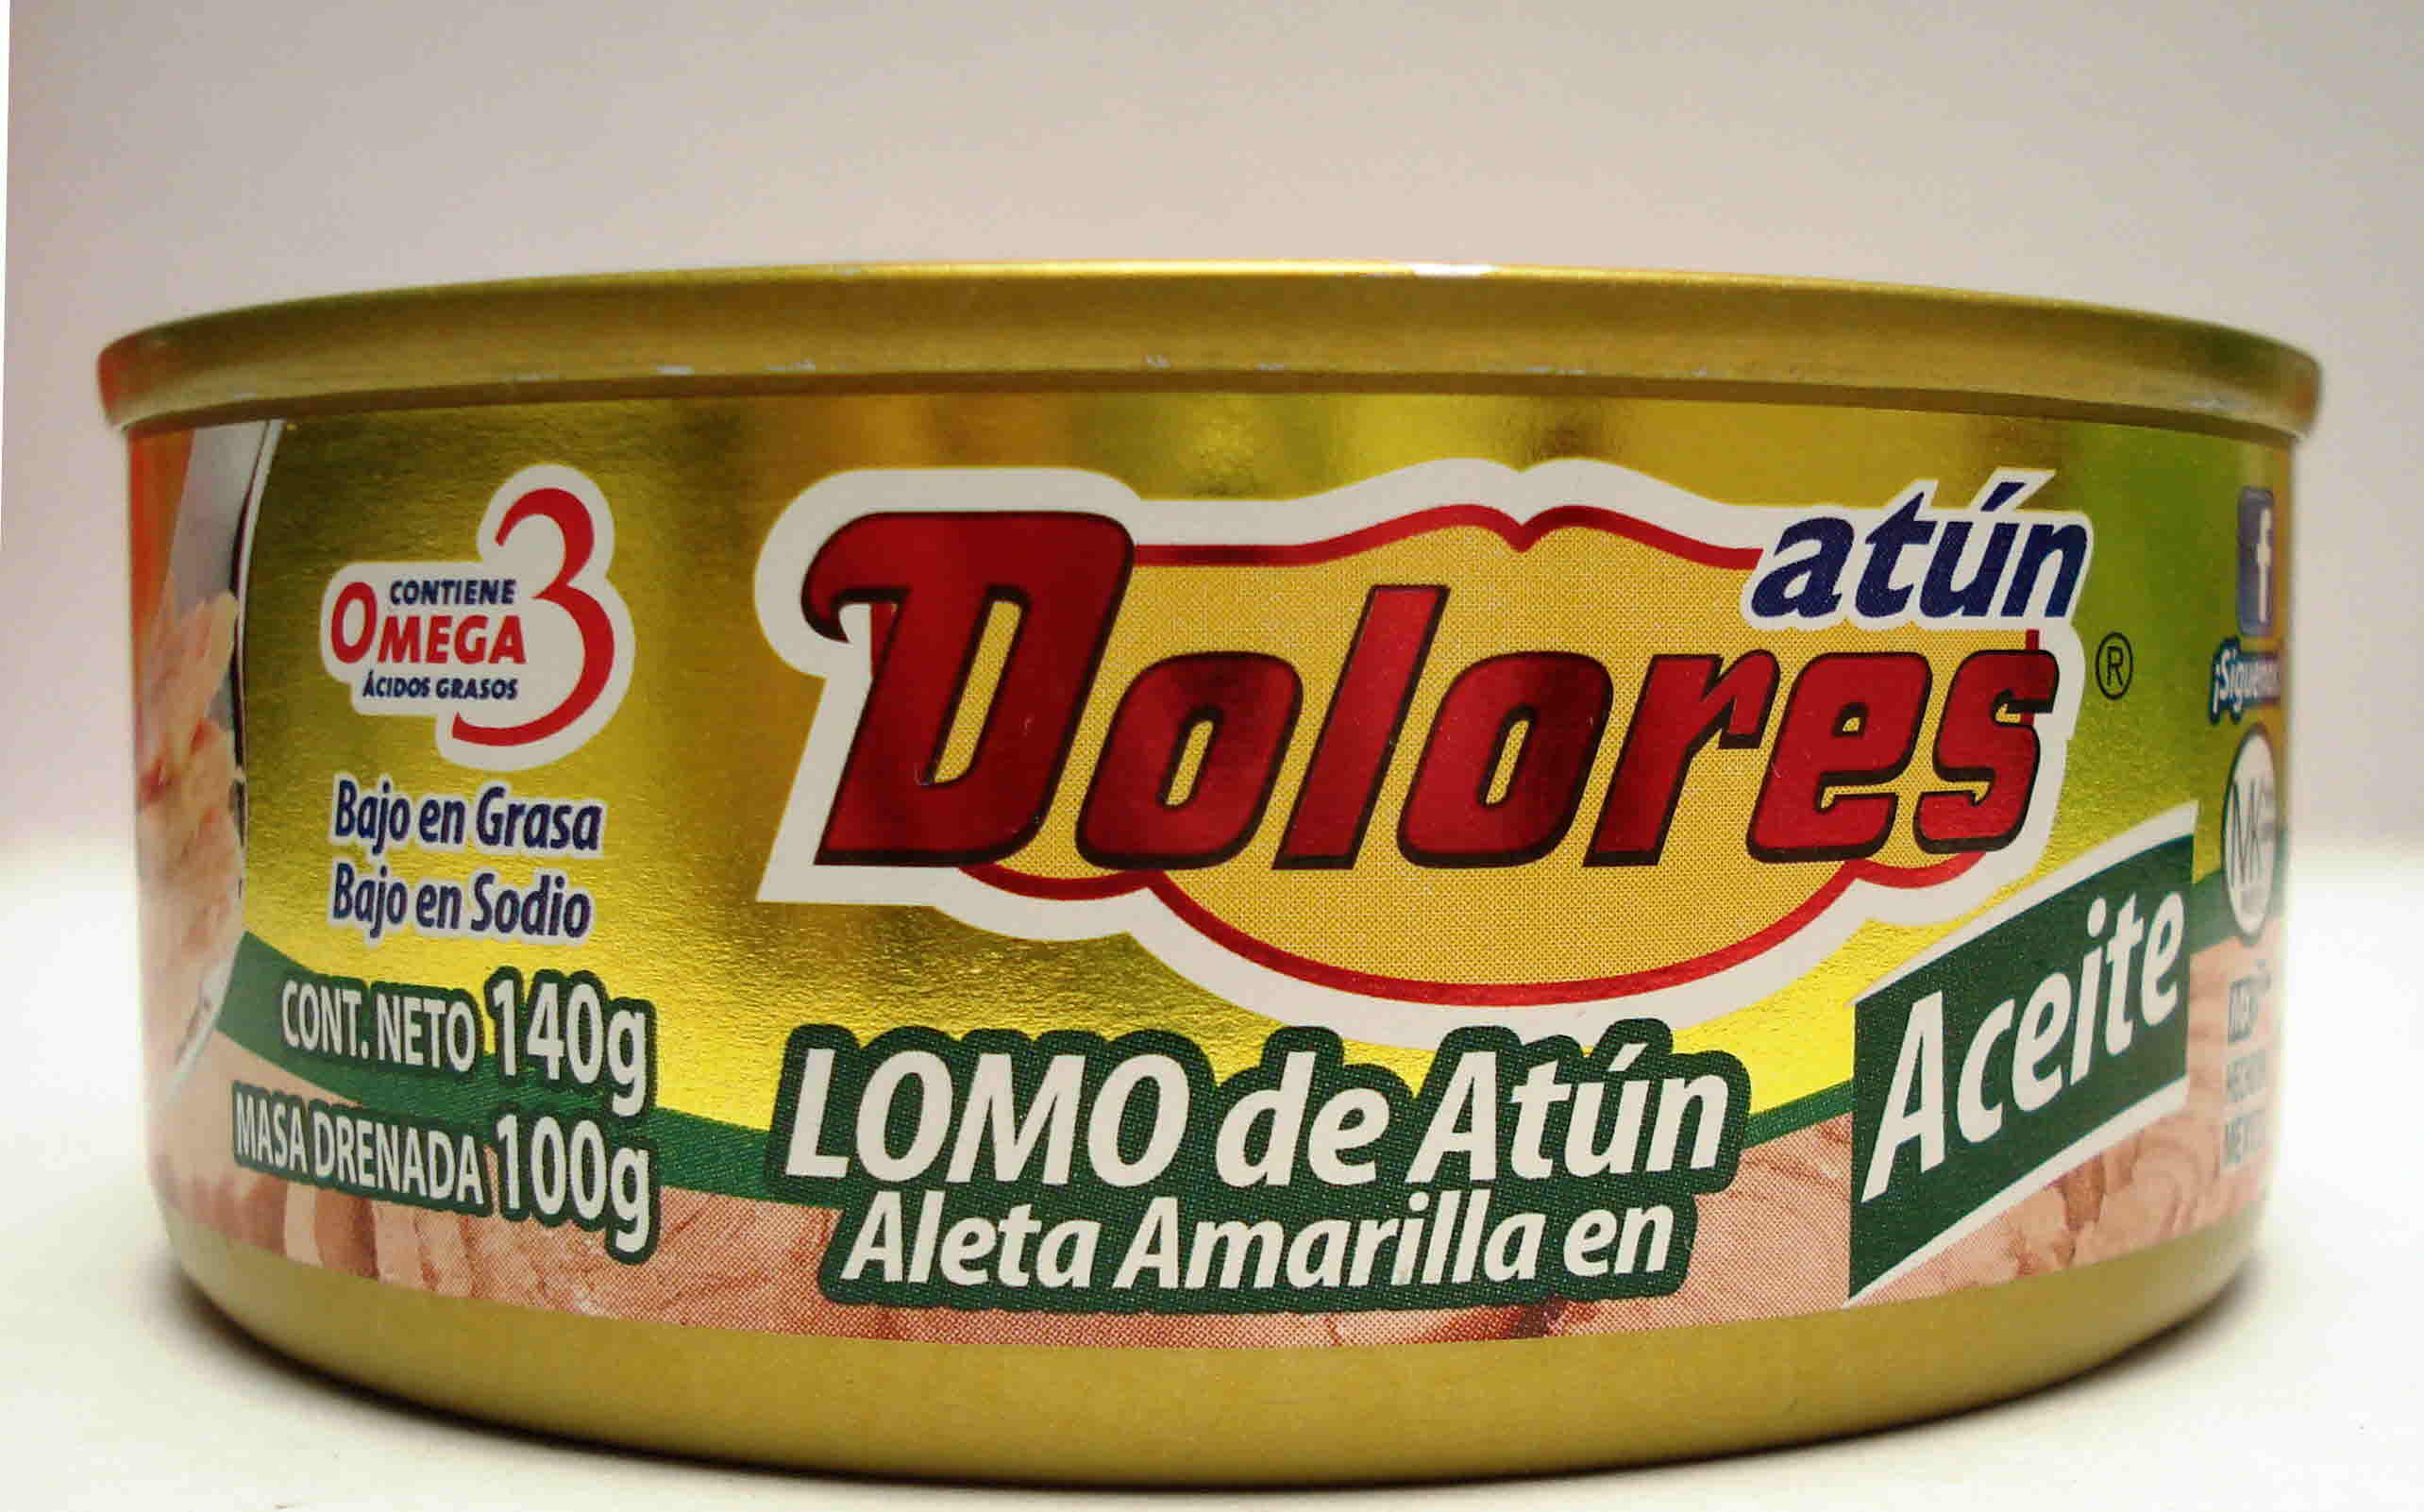 CONTIENE
OMEGA 3
ÁCIDOS GRASOS
Bajo en Grasa
Bajo en Sodio
CONT. NETO 140g
MASA DRENADA 100g
atún
Dolores ®
LOMO de Atún
Aleta Amarilla en
Aceite
f